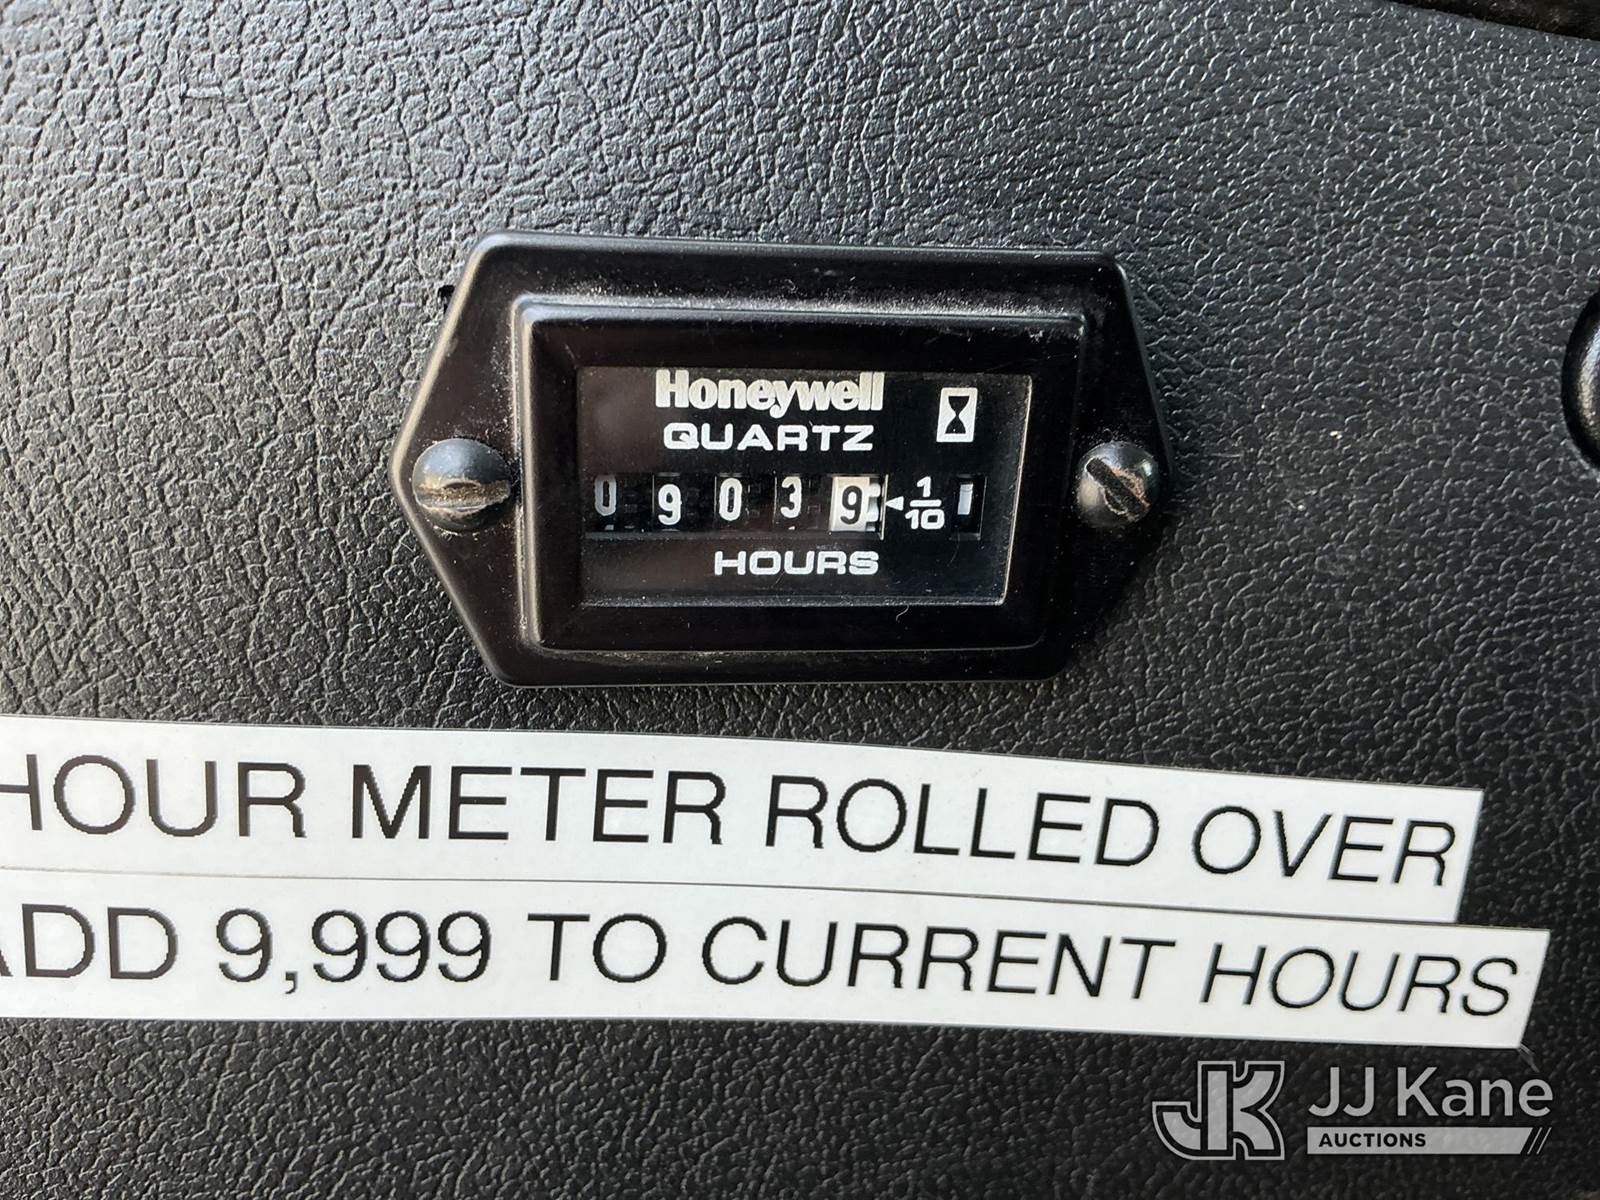 Honeywell
QUARTZ
0 9 0 3 9 1/10
HOURS
HOUR METER ROLLED OVER
ADD 9,999 TO CURRENT HOURS
JK JJ Kane
AUCTIONS